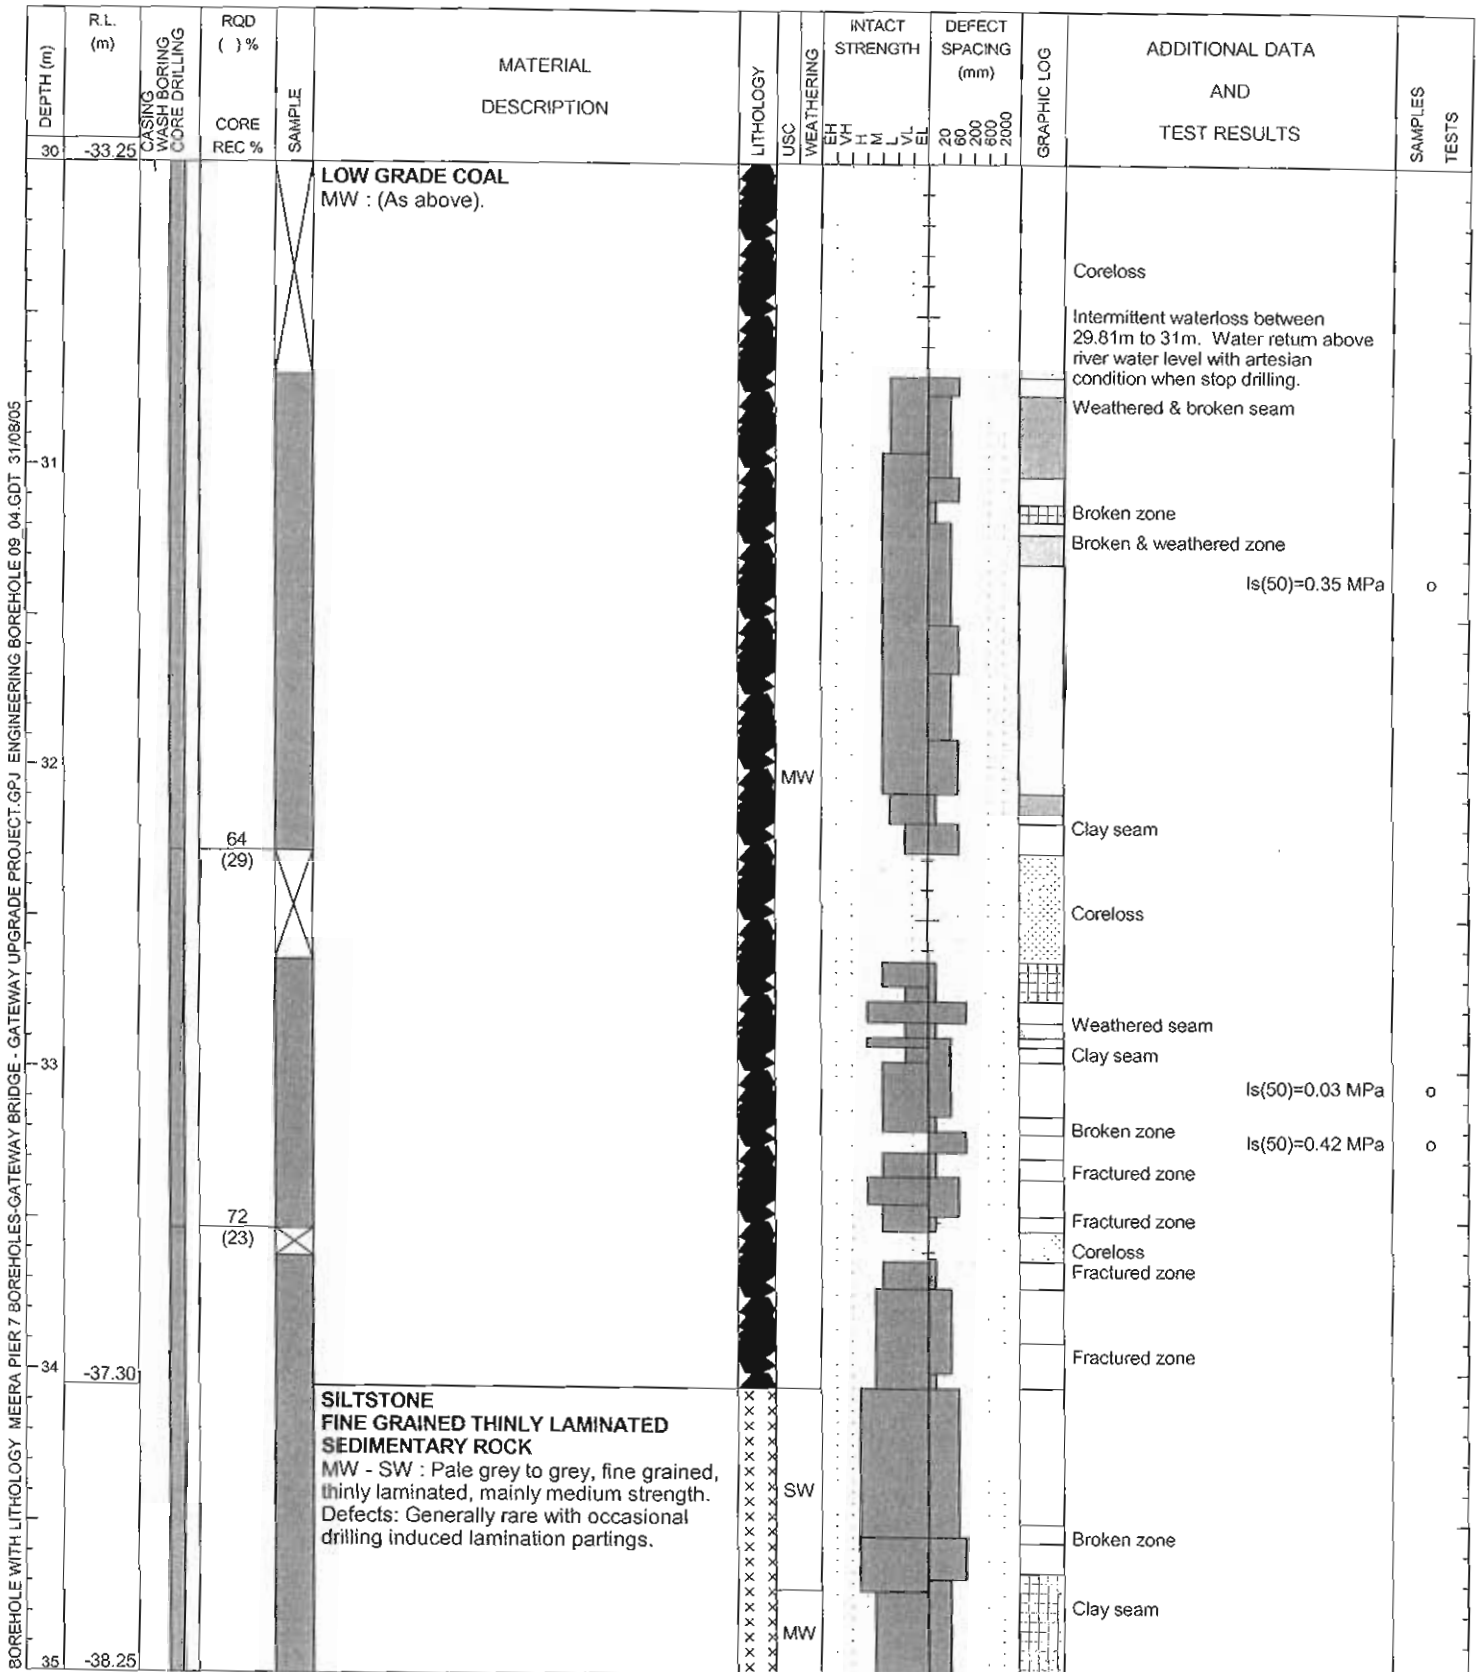 DEPTH (m)
R.L.
(m)
CASING
WASH BORING
CORE DRILLING
RQD
( ) %
CORE
REC %
SAMPLE
MATERIAL
DESCRIPTION
LITHOLOGY
USC
WEATHERING
INTACT
STRENGTH
EH
VH
H
M
L
VL
EL
DEFECT
SPACING
(mm)
20
60
200
600
2000
GRAPHIC LOG
ADDITIONAL DATA
AND
TEST RESULTS
SAMPLES
TESTS
30
-33.25
LOW GRADE COAL
MW : (As above).
Coreloss
Intermittent waterloss between
29.81m to 31m. Water return above
river water level with artesian
condition when stop drilling.
Weathered & broken seam
31
Broken zone
Broken & weathered zone
Is(50)=0.35 MPa
o
32
MW
Clay seam
64
(29)
Coreloss
Weathered seam
Clay seam
33
Is(50)=0.03 MPa
o
Broken zone
Is(50)=0.42 MPa
o
Fractured zone
72
(23)
Fractured zone
Coreloss
Fractured zone
34
-37.30
Fractured zone
SILTSTONE
FINE GRAINED THINLY LAMINATED
SEDIMENTARY ROCK
MW - SW : Pale grey to grey, fine grained,
thinly laminated, mainly medium strength.
Defects: Generally rare with occasional
drilling induced lamination partings.
SW
Broken zone
Clay seam
MW
35
-38.25
BOREHOLE WITH LITHOLOGY MEERA PIER 7 BOREHOLES-GATEWAY BRIDGE - GATEWAY UPGRADE PROJECT.GPJ ENGINEERING BOREHOLE 09_04.GDT 31/08/05